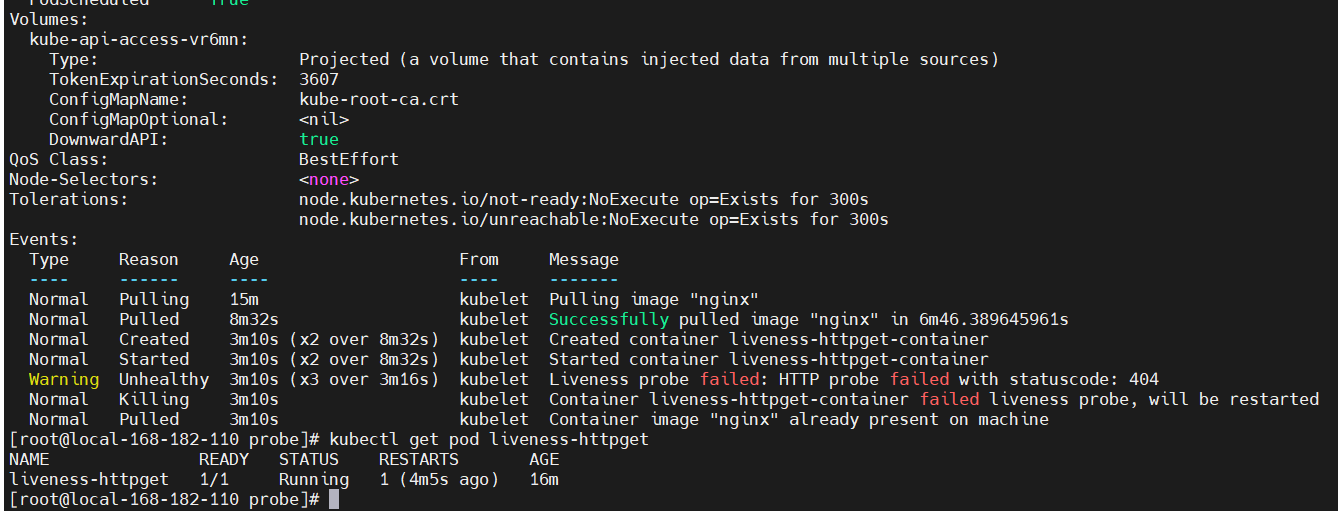 PodScheduled      True
Volumes:
  kube-api-access-vr6mn:
    Type:                    Projected (a volume that contains injected data from multiple sources)
    TokenExpirationSeconds:  3607
    ConfigMapName:           kube-root-ca.crt
    ConfigMapOptional:       <nil>
    DownwardAPI:             true
QoS Class:                   BestEffort
Node-Selectors:              <none>
Tolerations:                 node.kubernetes.io/not-ready:NoExecute op=Exists for 300s
                             node.kubernetes.io/unreachable:NoExecute op=Exists for 300s
Events:
  Type     Reason     Age                    From     Message
  ----     ------     ----                   ----     -------
  Normal   Pulling    15m                    kubelet  Pulling image "nginx"
  Normal   Pulled     8m32s                  kubelet  Successfully pulled image "nginx" in 6m46.389645961s
  Normal   Created    3m10s (x2 over 8m32s)  kubelet  Created container liveness-httpget-container
  Normal   Started    3m10s (x2 over 8m32s)  kubelet  Started container liveness-httpget-container
  Warning  Unhealthy  3m10s (x3 over 3m16s)  kubelet  Liveness probe failed: HTTP probe failed with statuscode: 404
  Normal   Killing    3m10s                  kubelet  Container liveness-httpget-container failed liveness probe, will be restarted
  Normal   Pulled     3m10s                  kubelet  Container image "nginx" already present on machine
[root@local-168-182-110 probe]# kubectl get pod liveness-httpget
NAME               READY   STATUS    RESTARTS       AGE
liveness-httpget   1/1     Running   1 (4m5s ago)   16m
[root@local-168-182-110 probe]#